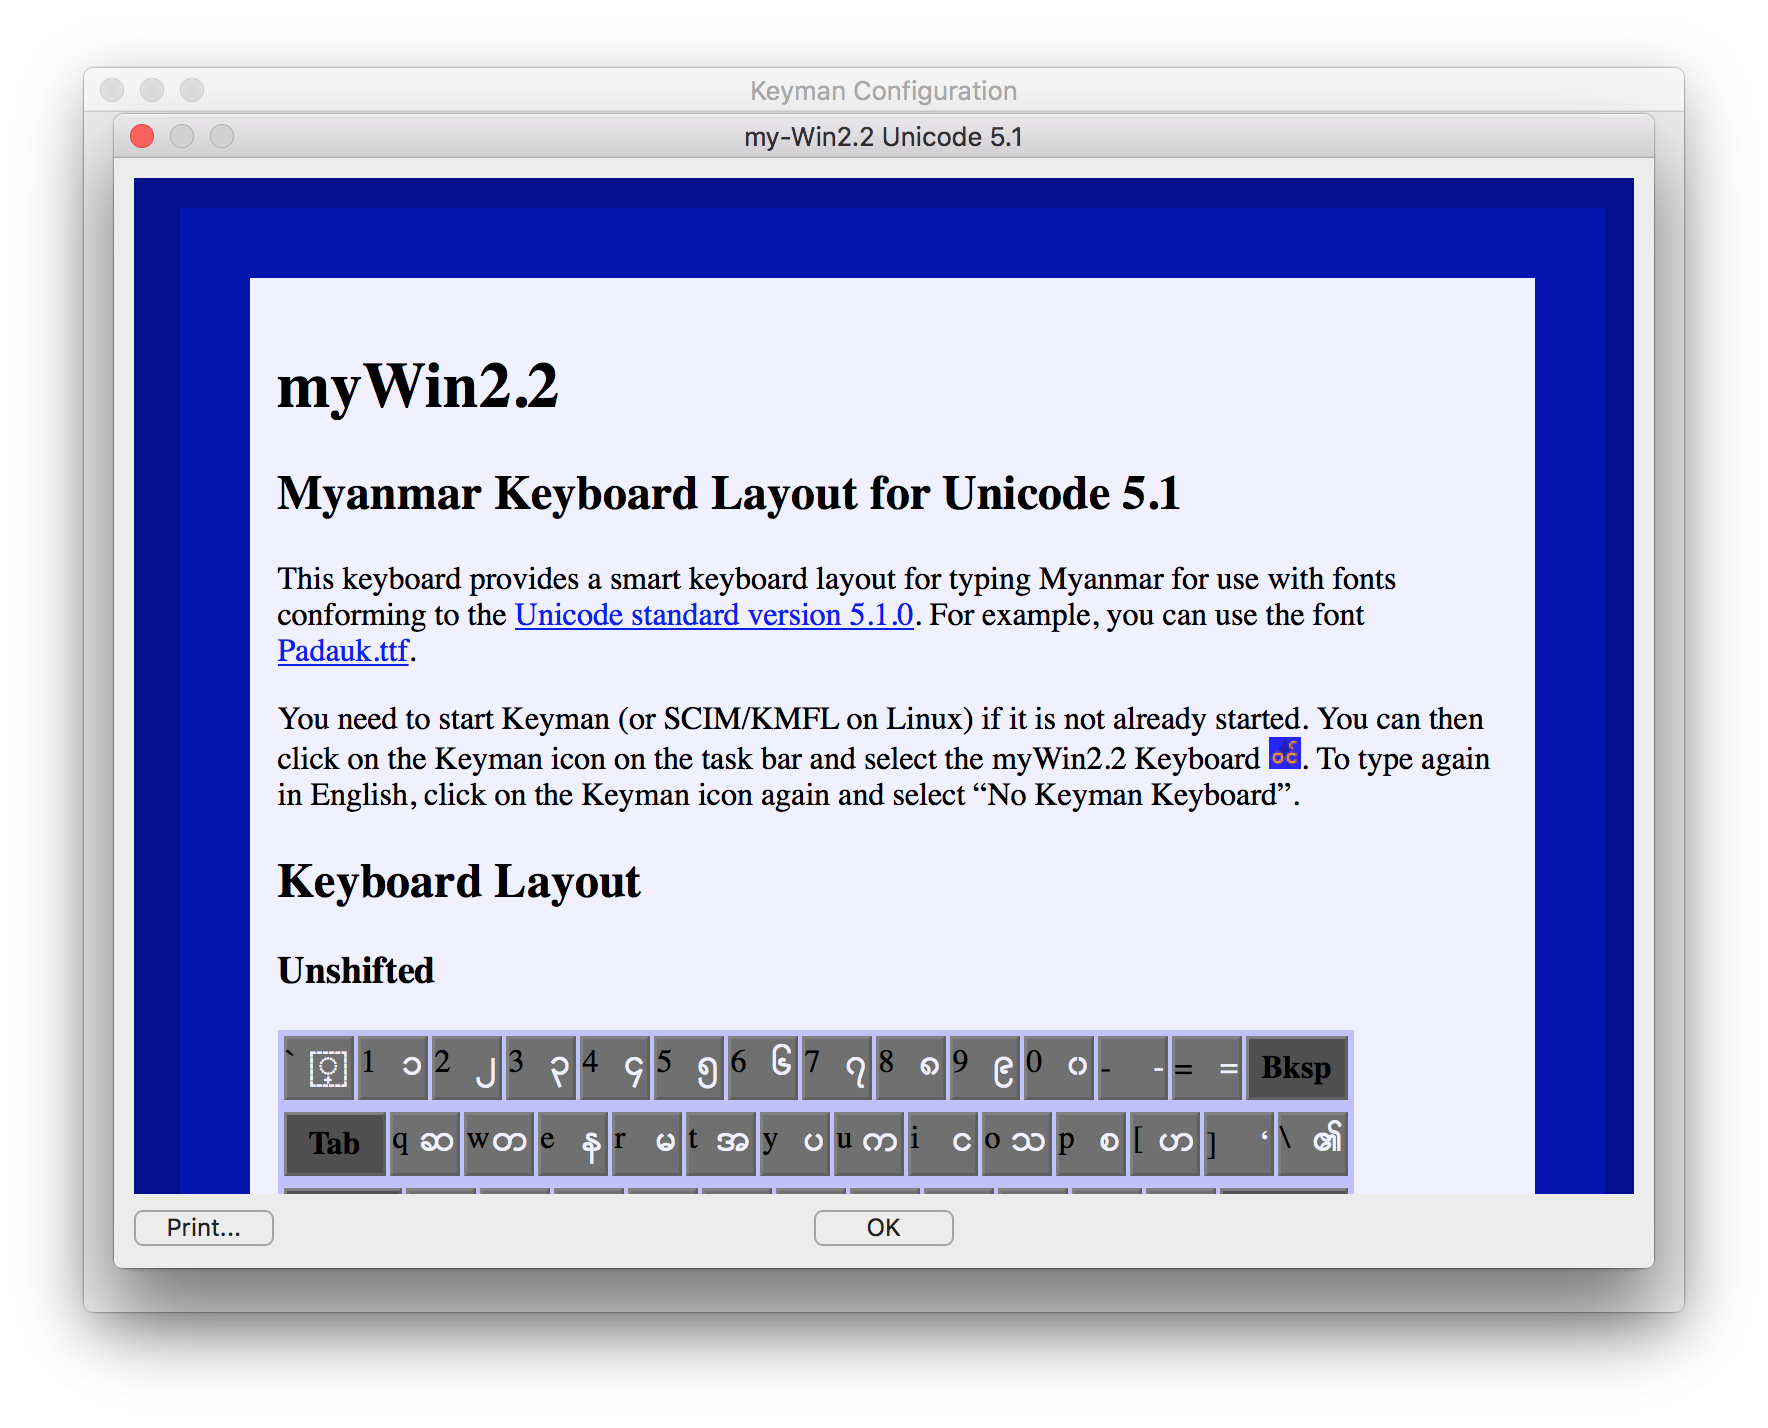 Keyman Configuration
my-Win2.2 Unicode 5.1
myWin2.2
Myanmar Keyboard Layout for Unicode 5.1
This keyboard provides a smart keyboard layout for typing Myanmar for use with fonts
conforming to the Unicode standard version 5.1.0. For example, you can use the font
Padauk.ttf.
You need to start Keyman (or SCIM/KMFL on Linux) if it is not already started. You can then
click on the Keyman icon on the task bar and select the myWin2.2 Keyboard ဝင်. To type again
in English, click on the Keyman icon again and select “No Keyman Keyboard”.
Keyboard Layout
Unshifted
` ့ 1 ၁ 2 ၂ 3 ၃ 4 ၄ 5 ၅ 6 ၆ 7 ၇ 8 ၈ 9 ၉ 0 ၀ - - = = Bksp
Tab q ဆ w တ e န r မ t အ y ပ u က i င o သ p စ [ ဟ ] ‘ \ ၏
Print... OK